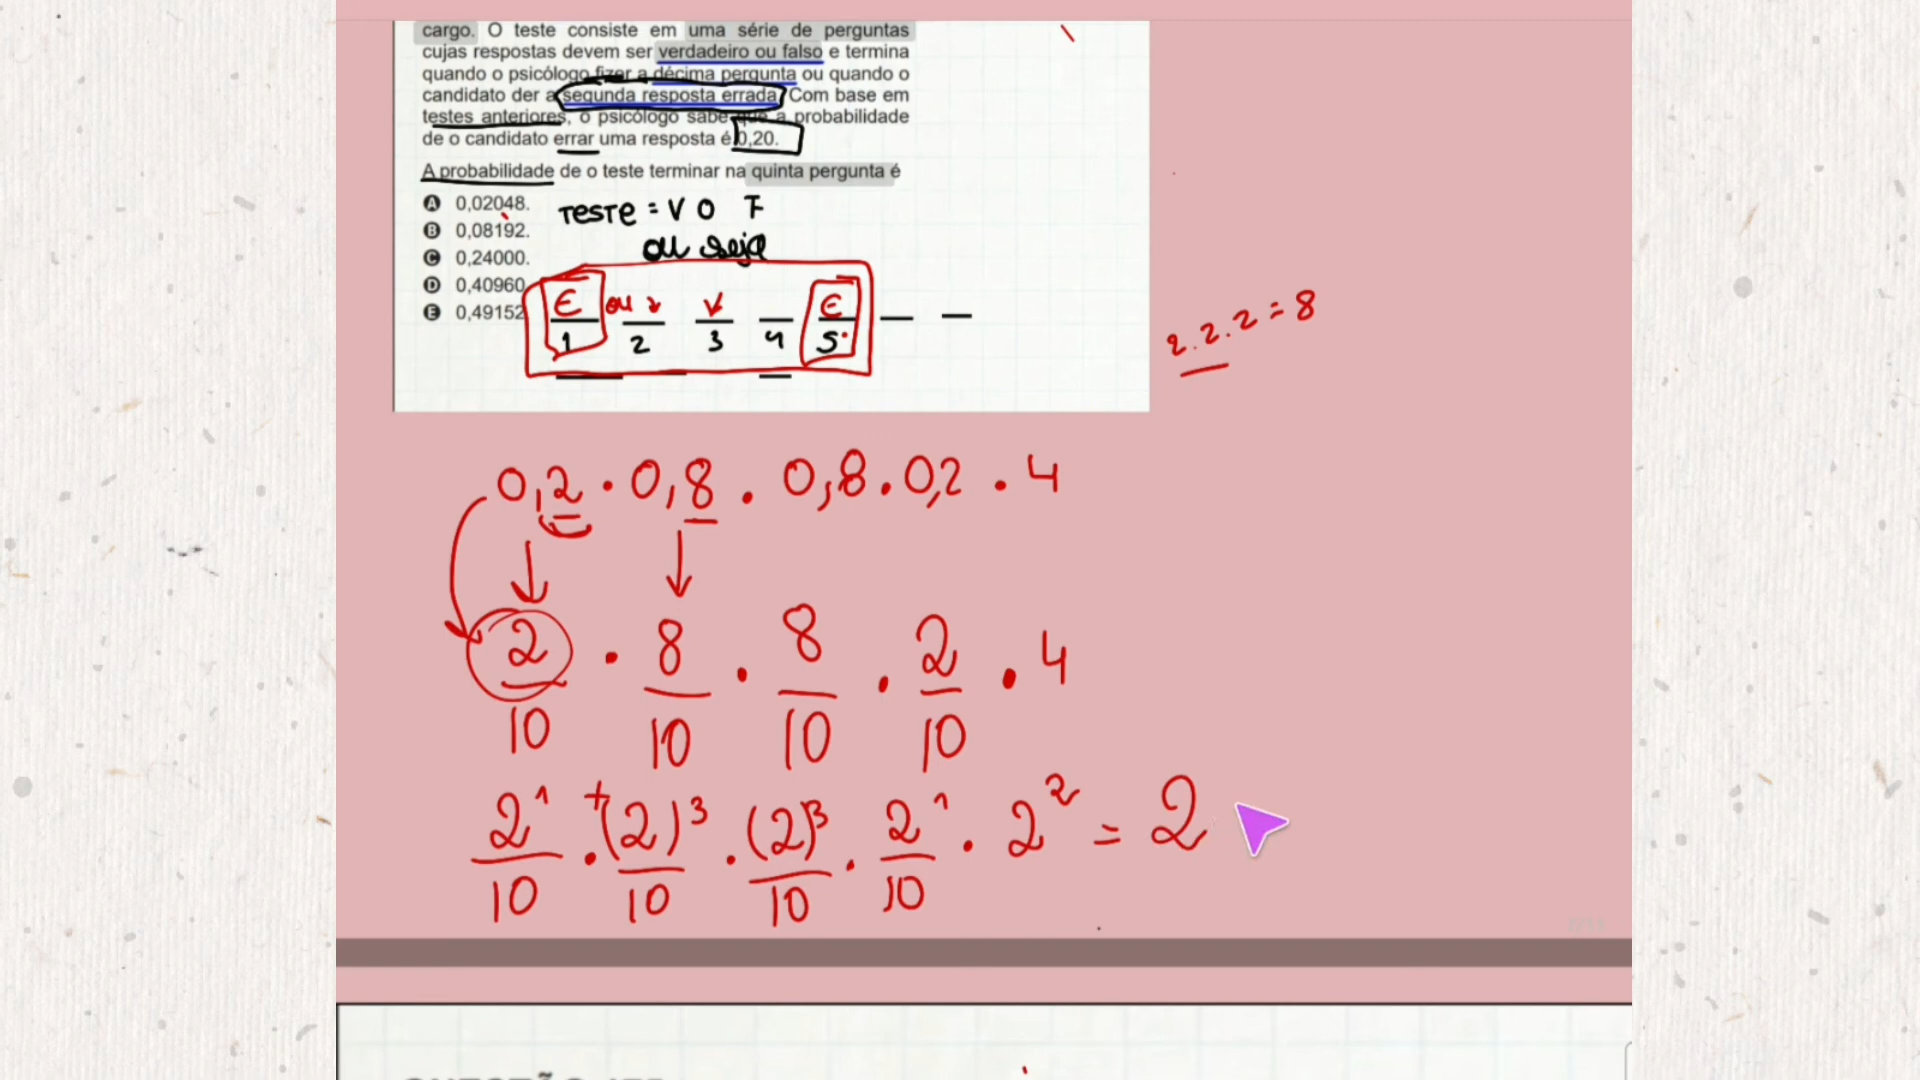 cargo. O teste consiste em uma série de perguntas
cujas respostas devem ser verdadeiro ou falso e termina
quando o psicólogo fizer a décima pergunta ou quando o
candidato der a segunda resposta errada. Com base em
testes anteriores, o psicólogo sabe que a probabilidade
de o candidato errar uma resposta é 0,20.
A probabilidade de o teste terminar na quinta pergunta é
A 0,02048.
B 0,08192.
C 0,24000.
D 0,40960.
E 0,49152
TESTE = V O F
ou seja
E ou
E
1 2 3 4 5
2.2.2 = 8
0,2 . 0,8 . 0,8 . 0,2 . 4
2/10 . 8/10 . 8/10 . 2/10 . 4
2^1/10 . +(2)^3/10 . (2)^3/10 . 2^1/10 . 2^2 = 2